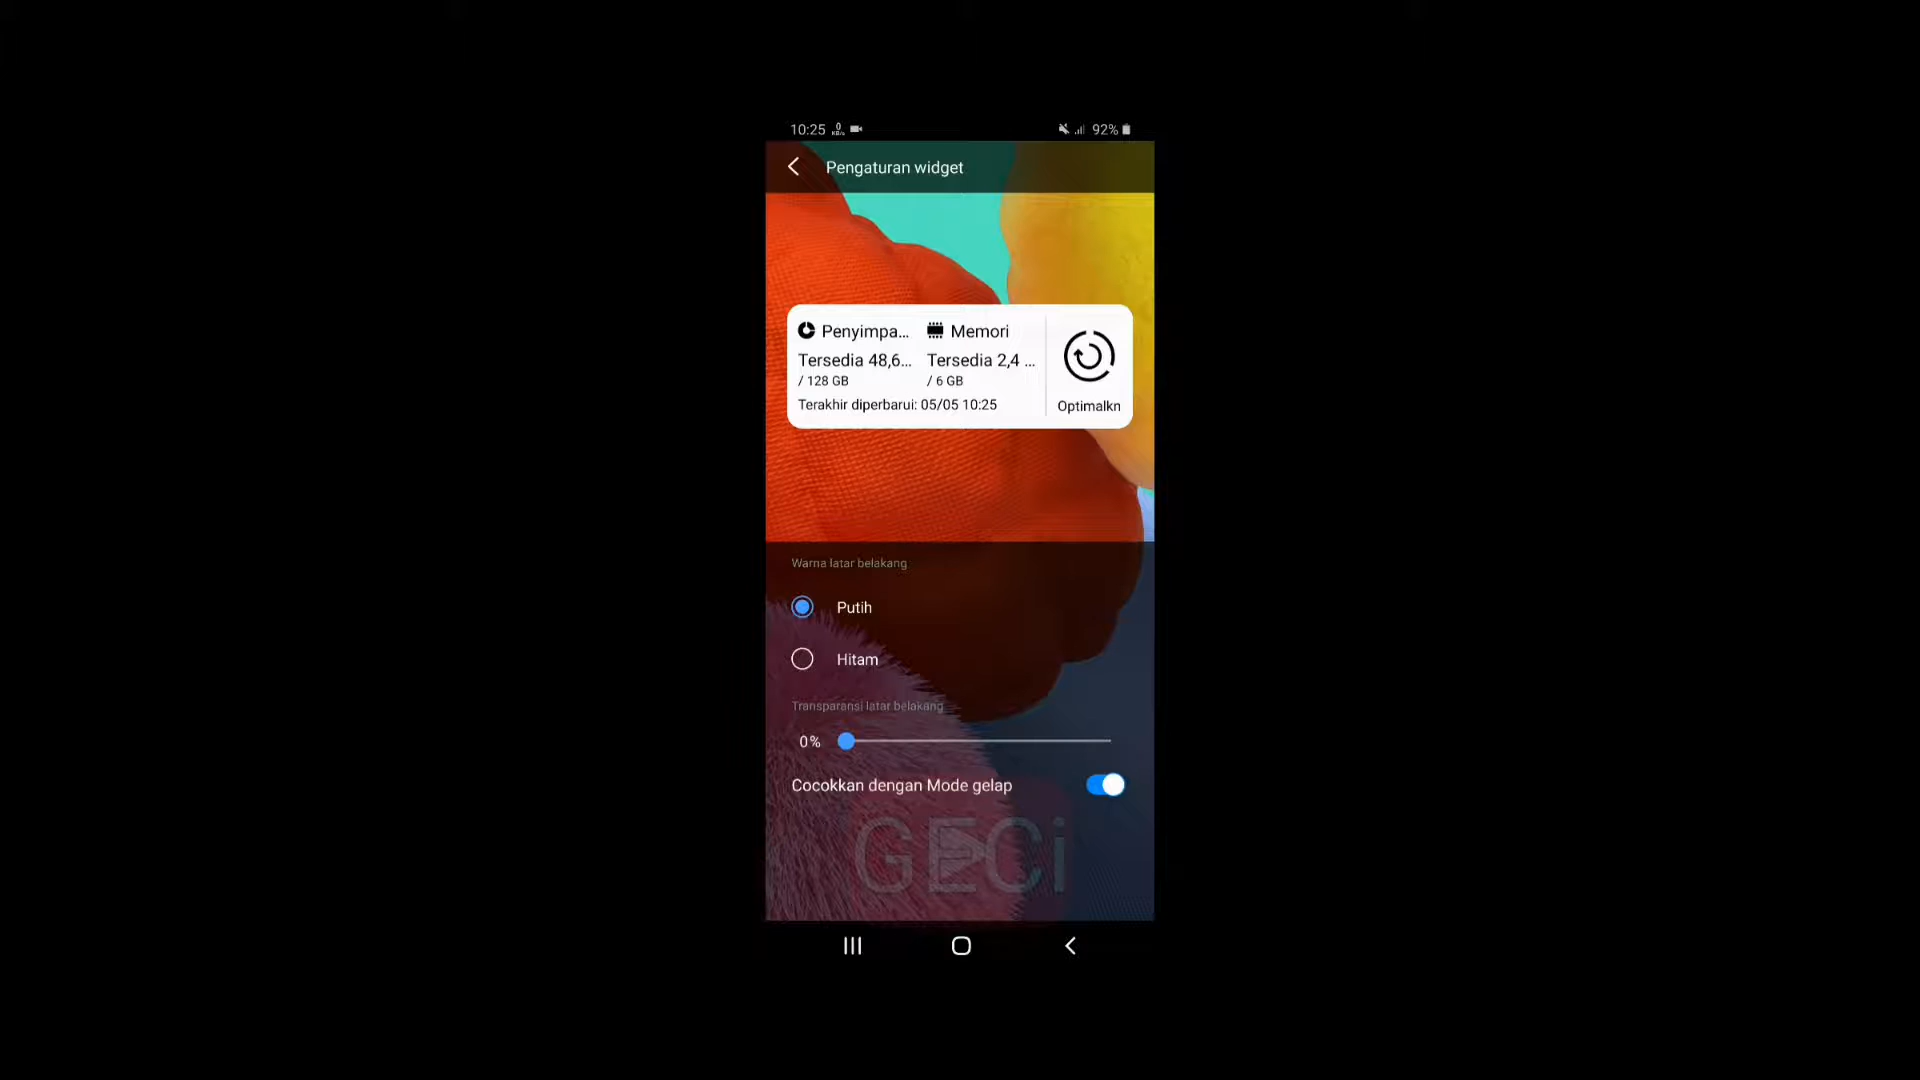 10:25 0 KB/s 92%
Pengaturan widget
Penyimpa... Memori
Tersedia 48,6... Tersedia 2,4 ...
/ 128 GB / 6 GB
Terakhir diperbarui: 05/05 10:25 Optimalkn
Warna latar belakang
Putih
Hitam
Transparansi latar belakang
0%
Cocokkan dengan Mode gelap
GECi